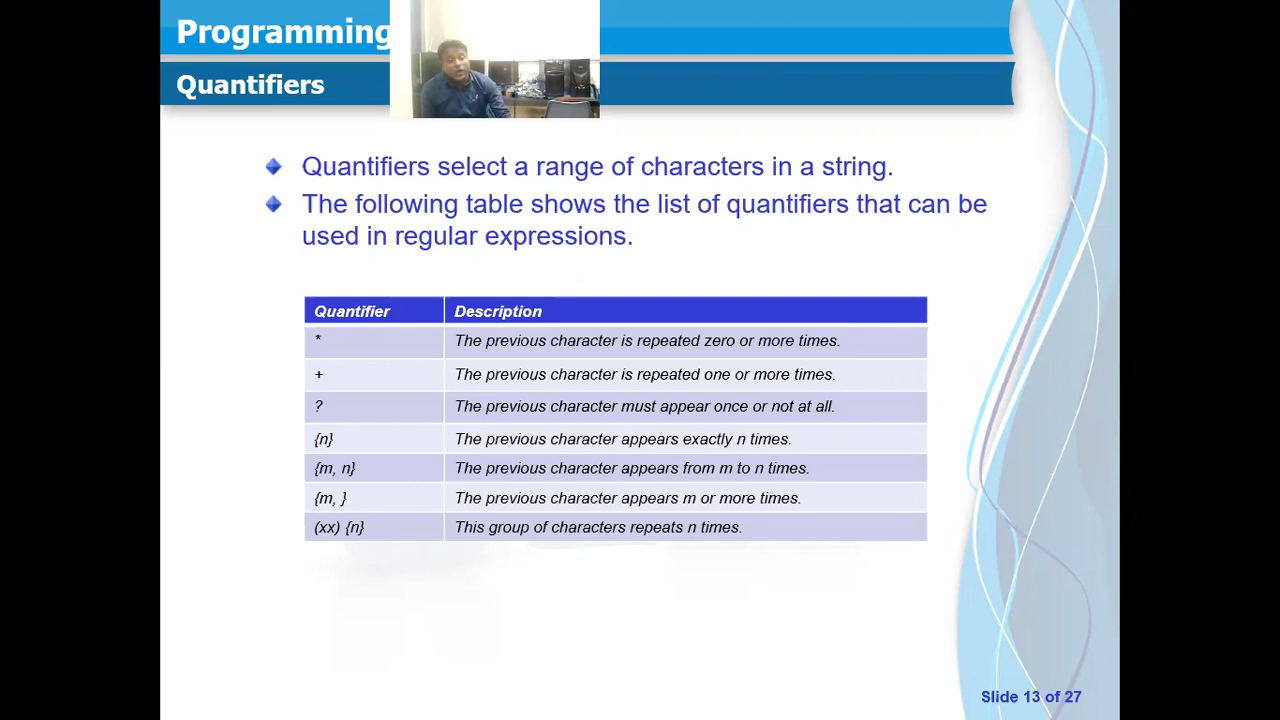 Programming
Quantifiers
Quantifiers select a range of characters in a string.
The following table shows the list of quantifiers that can be
used in regular expressions.
Quantifier Description
* The previous character is repeated zero or more times.
+ The previous character is repeated one or more times.
? The previous character must appear once or not at all.
{n} The previous character appears exactly n times.
{m, n} The previous character appears from m to n times.
{m, } The previous character appears m or more times.
(xx) {n} This group of characters repeats n times.
Slide 13 of 27